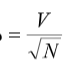 = V / √N